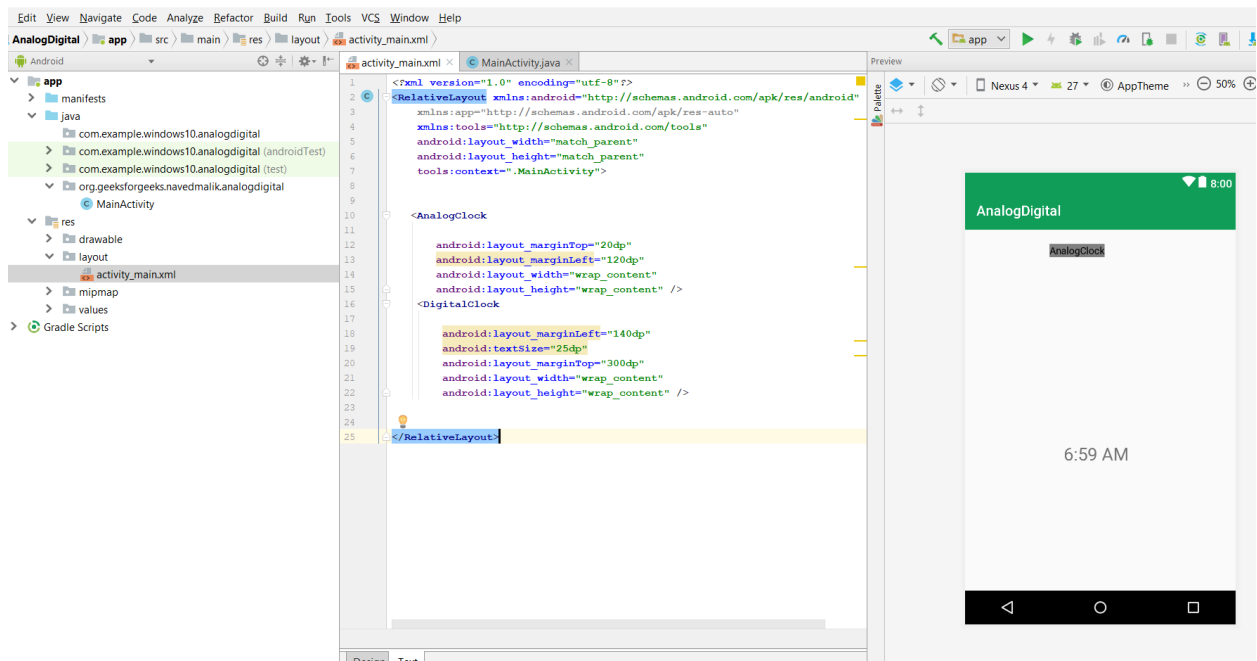 Edit View Navigate Code Analyze Refactor Build Run Tools VCS Window Help
AnalogDigital app src main res layout activity_main.xml
app
Android
activity_main.xml
MainActivity.java
Preview
app
manifests
java
com.example.windows10.analogdigital
com.example.windows10.analogdigital (androidTest)
com.example.windows10.analogdigital (test)
org.geeksforgeeks.navedmalik.analogdigital
MainActivity
res
drawable
layout
activity_main.xml
mipmap
values
Gradle Scripts
1 <?xml version="1.0" encoding="utf-8"?>
2 <RelativeLayout xmlns:android="http://schemas.android.com/apk/res/android"
3 xmlns:app="http://schemas.android.com/apk/res-auto"
4 xmlns:tools="http://schemas.android.com/tools"
5 android:layout_width="match_parent"
6 android:layout_height="match_parent"
7 tools:context=".MainActivity">
8
9
10 <AnalogClock
11
12 android:layout_marginTop="20dp"
13 android:layout_marginLeft="120dp"
14 android:layout_width="wrap_content"
15 android:layout_height="wrap_content" />
16 <DigitalClock
17
18 android:layout_marginLeft="140dp"
19 android:textSize="25dp"
20 android:layout_marginTop="300dp"
21 android:layout_width="wrap_content"
22 android:layout_height="wrap_content" />
23
24
25 </RelativeLayout>
Design Text
Palette
Nexus 4 27 AppTheme 50%
8:00
AnalogDigital
AnalogClock
6:59 AM